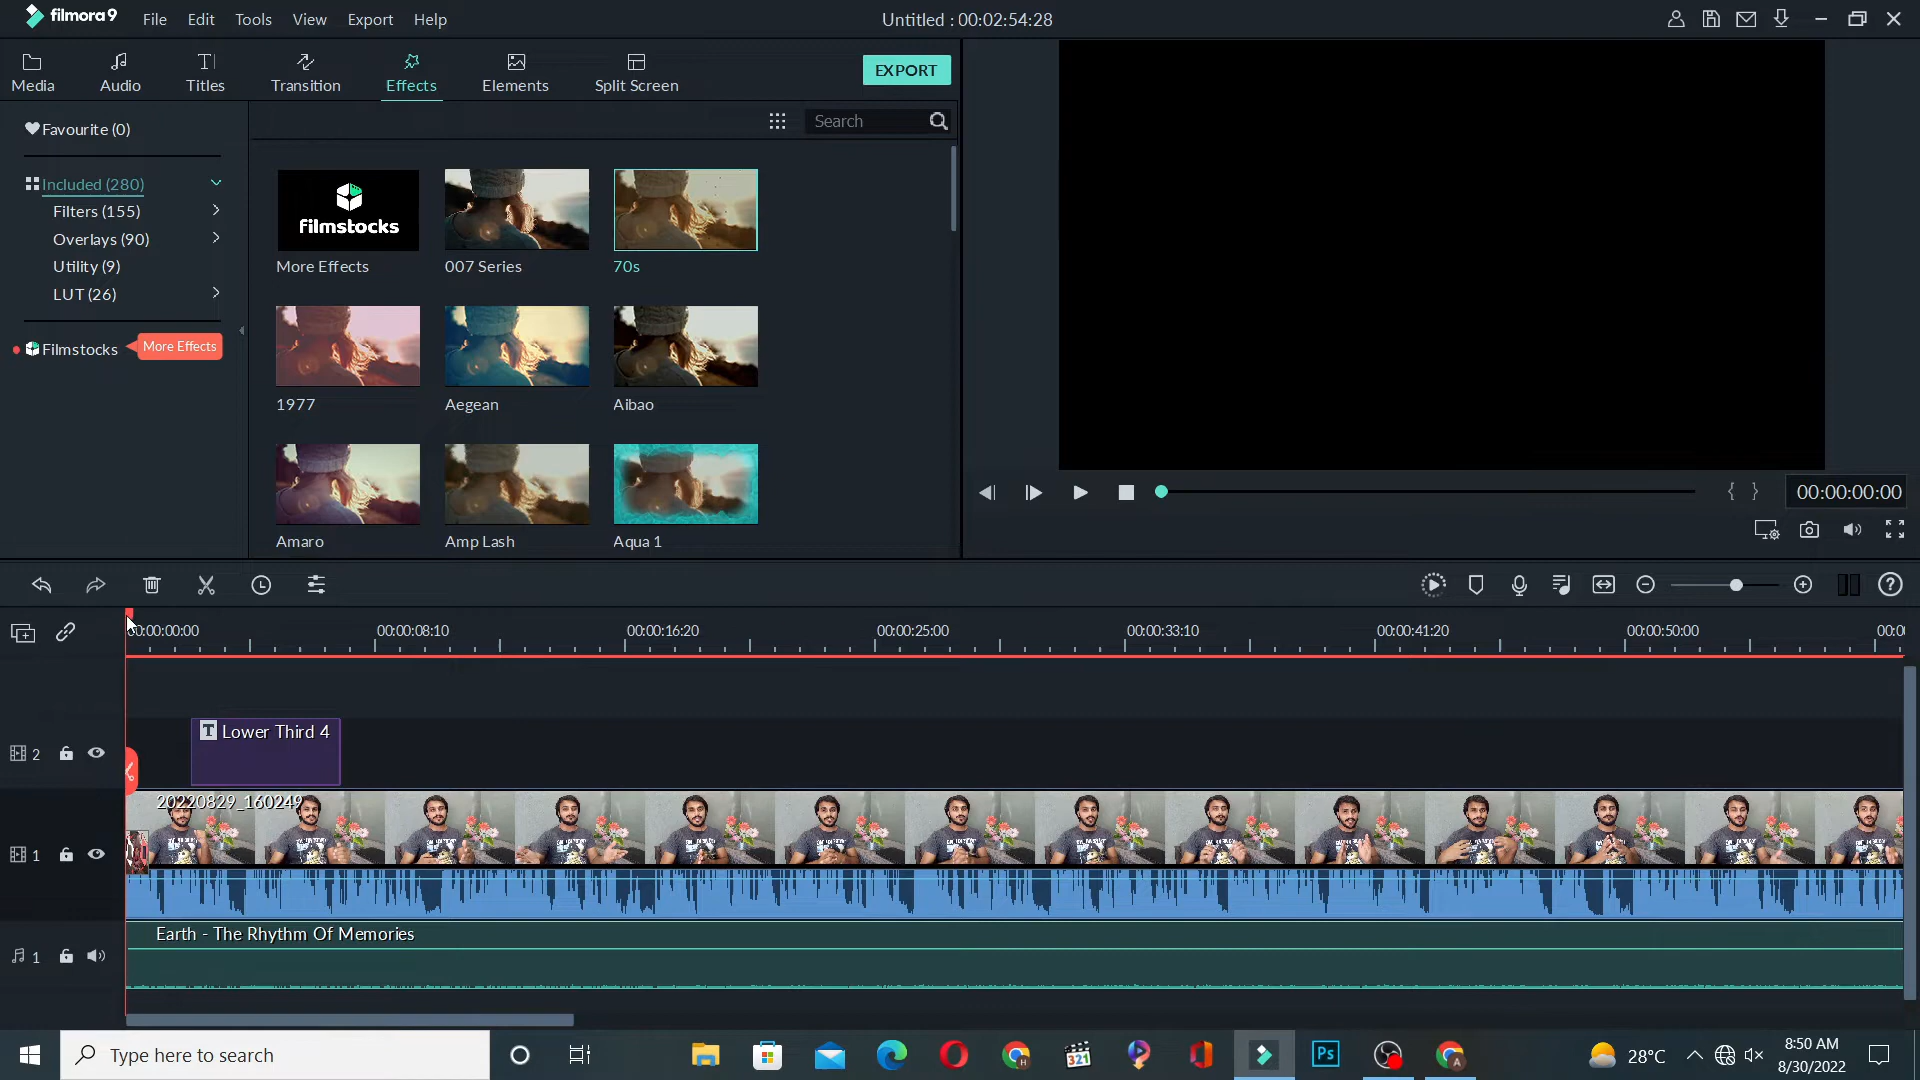 filmora9
File Edit Tools View Export Help
Untitled : 00:02:54:28
Media Audio Titles Transition Effects Elements Split Screen
EXPORT
Favourite (0)
Search
Included (280)
Filters (155)
Overlays (90)
Utility (9)
LUT (26)
Filmstocks More Effects
filmstocks
More Effects 007 Series 70s
1977 Aegean Aibao
Amaro Amp Lash Aqua 1
{ } 00:00:00:00
00:00:00:00 00:00:08:10 00:00:16:20 00:00:25:00 00:00:33:10 00:00:41:20 00:00:50:00
2
T Lower Third 4
20220829_160249
1
Earth - The Rhythm Of Memories
1
Type here to search
321
H
Ps
A
28°C
8:50 AM
8/30/2022